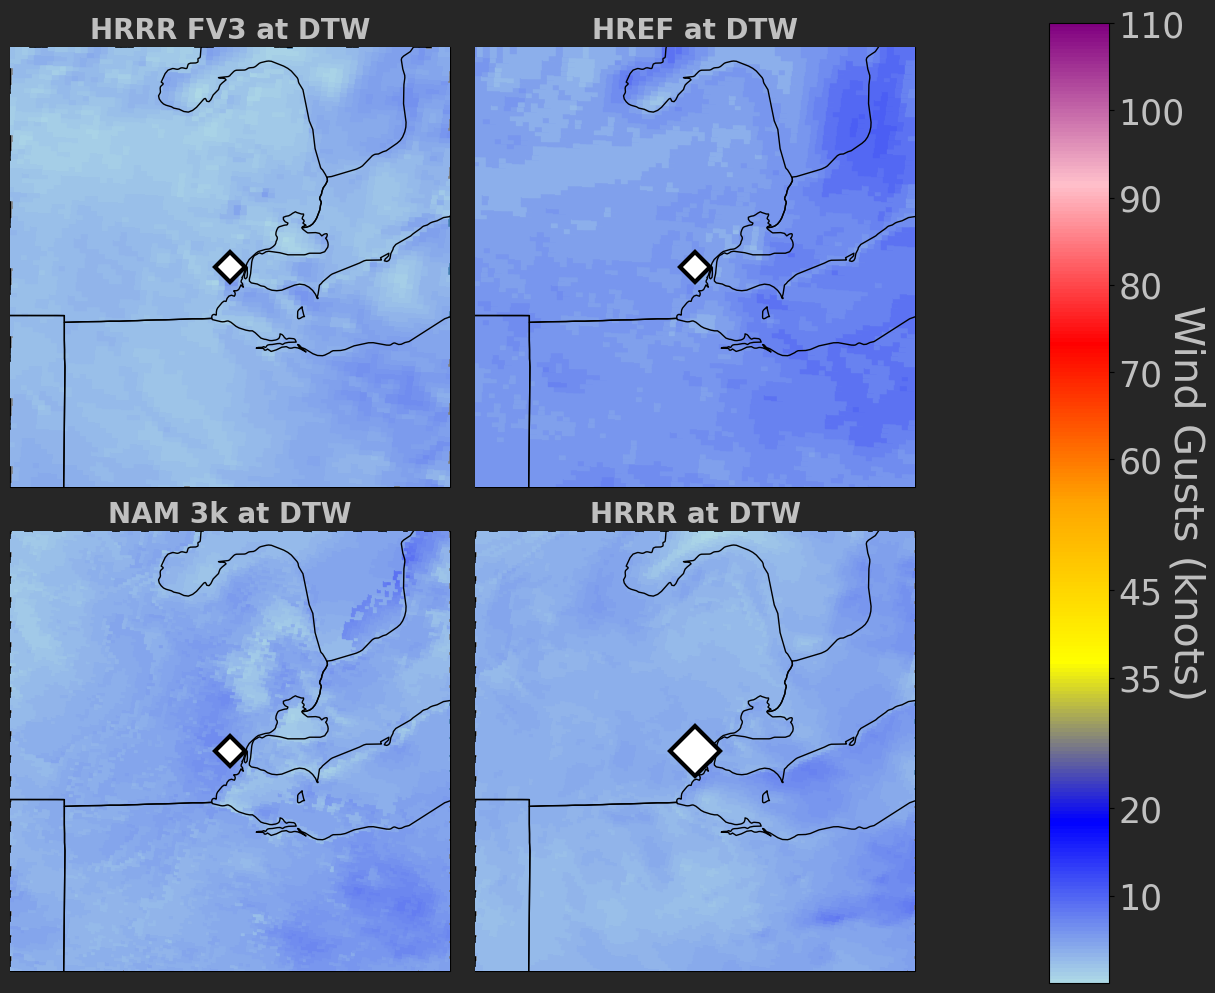 HRRR FV3 at DTW
HREF at DTW
NAM 3k at DTW
HRRR at DTW
110
100
90
80
70
60
45
35
20
10
Wind Gusts (knots)